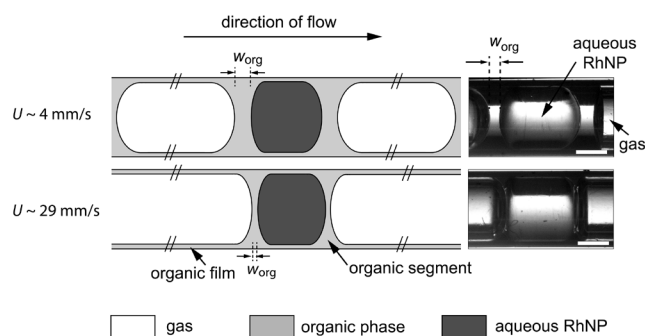 direction of flow
w_org
U ~ 4 mm/s
w_org
aqueous
RhNP
gas
U ~ 29 mm/s
organic film
w_org
organic segment
gas
organic phase
aqueous RhNP